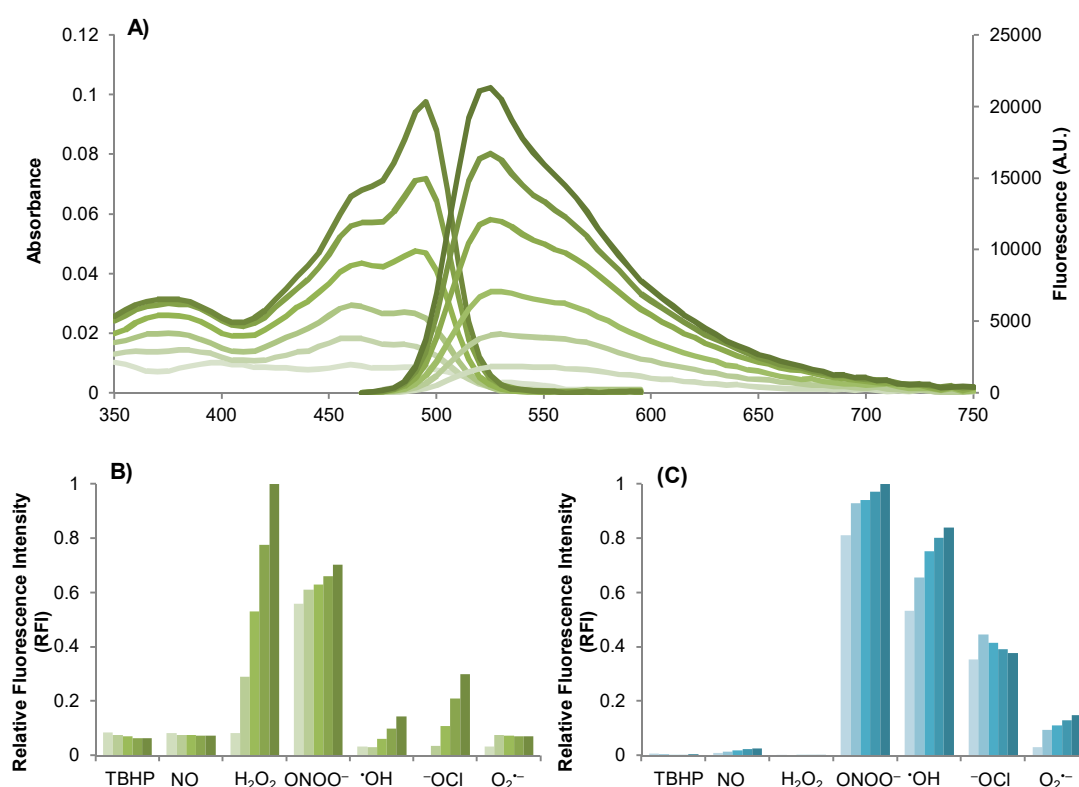 A)
0.12
0.1
0.08
0.06
0.04
0.02
0
Absorbance
25000
20000
15000
10000
5000
0
Fluorescence (A.U.)
350 400 450 500 550 600 650 700 750
B)
1
0.8
0.6
0.4
0.2
0
Relative Fluorescence Intensity
(RFI)
TBHP NO H₂O₂ ONOO⁻ •OH ⁻OCl O₂•⁻
(C)
1
0.8
0.6
0.4
0.2
0
Relative Fluorescence Intensity
(RFI)
TBHP NO H₂O₂ ONOO⁻ •OH ⁻OCl O₂•⁻